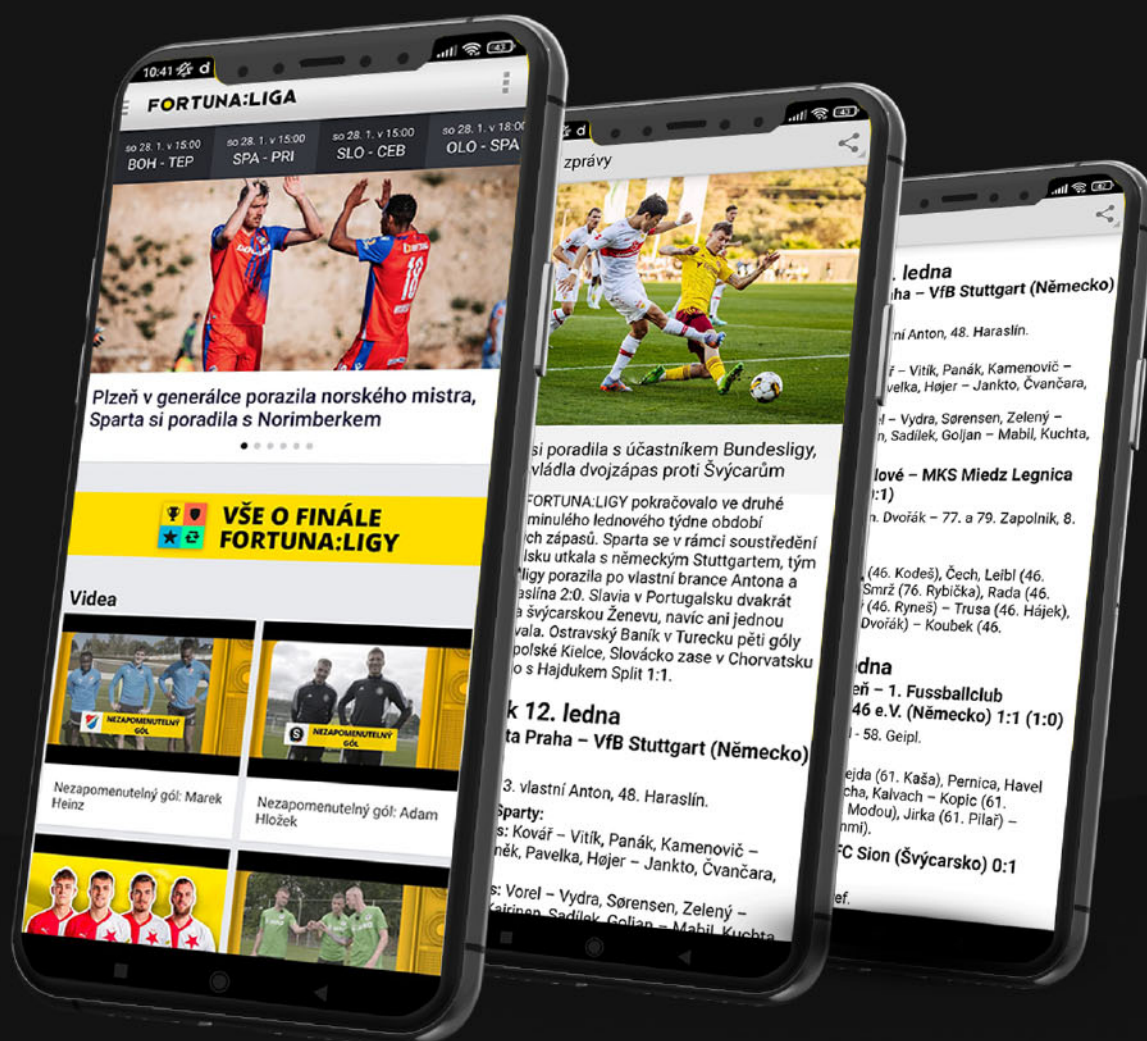 10:41
FORTUNA:LIGA
so 28. 1. v 15:00
BOH - TEP
so 28. 1. v 15:00
SPA - PRI
so 28. 1. v 15:00
SLO - CEB
so 28. 1. v 18:00
OLO - SPA
18
Plzeň v generálce porazila norského mistra,
Sparta si poradila s Norimberkem
VŠE O FINÁLE
FORTUNA:LIGY
Videa
NEZAPOMENUTELNÝ
GÓL
S
NEZAPOMENUTELNÝ
GÓL
Nezapomenutelný gól: Marek
Heinz
Nezapomenutelný gól: Adam
Hložek
43
zprávy
si poradila s účastníkem Bundesligy,
vládla dvojzápas proti Švýcarům
FORTUNA:LIGY pokračovalo ve druhé
minulého lednového týdne období
ch zápasů. Sparta se v rámci soustředění
lsku utkala s německým Stuttgartem, tým
ligy porazila po vlastní brance Antona a
aslína 2:0. Slavia v Portugalsku dvakrát
a švýcarskou Ženevu, navíc ani jednou
vala. Ostravský Baník v Turecku pěti góly
polské Kielce, Slovácko zase v Chorvatsku
o s Hajdukem Split 1:1.
k 12. ledna
ta Praha – VfB Stuttgart (Německo)
3. vlastní Anton, 48. Haraslín.
Sparty:
s: Kovář – Vitík, Panák, Kamenovič –
něk, Pavelka, Højer – Jankto, Čvančara,
s: Vorel – Vydra, Sørensen, Zelený –
Kairinen, Sadílek, Goljan – Mabil, Kuchta
43
. ledna
ha – VfB Stuttgart (Německo)
ní Anton, 48. Haraslín.
ř – Vitík, Panák, Kamenovič –
velka, Højer – Jankto, Čvančara,
el – Vydra, Sørensen, Zelený –
n, Sadílek, Goljan – Mabil, Kuchta,
lové – MKS Miedz Legnica
:1)
n. Dvořák – 77. a 79. Zapolnik, 8.
(46. Kodeš), Čech, Leibl (46.
Smrž (76. Rybička), Rada (46.
(46. Ryneš) – Trusa (46. Hájek),
Dvořák) – Koubek (46.
dna
eň – 1. Fussballclub
46 e.V. (Německo) 1:1 (1:0)
l - 58. Geipl.
ejda (61. Kaša), Pernica, Havel
cha, Kalvach – Kopic (61.
Modou), Jirka (61. Pilař) –
nmi).
FC Sion (Švýcarsko) 0:1
ef.